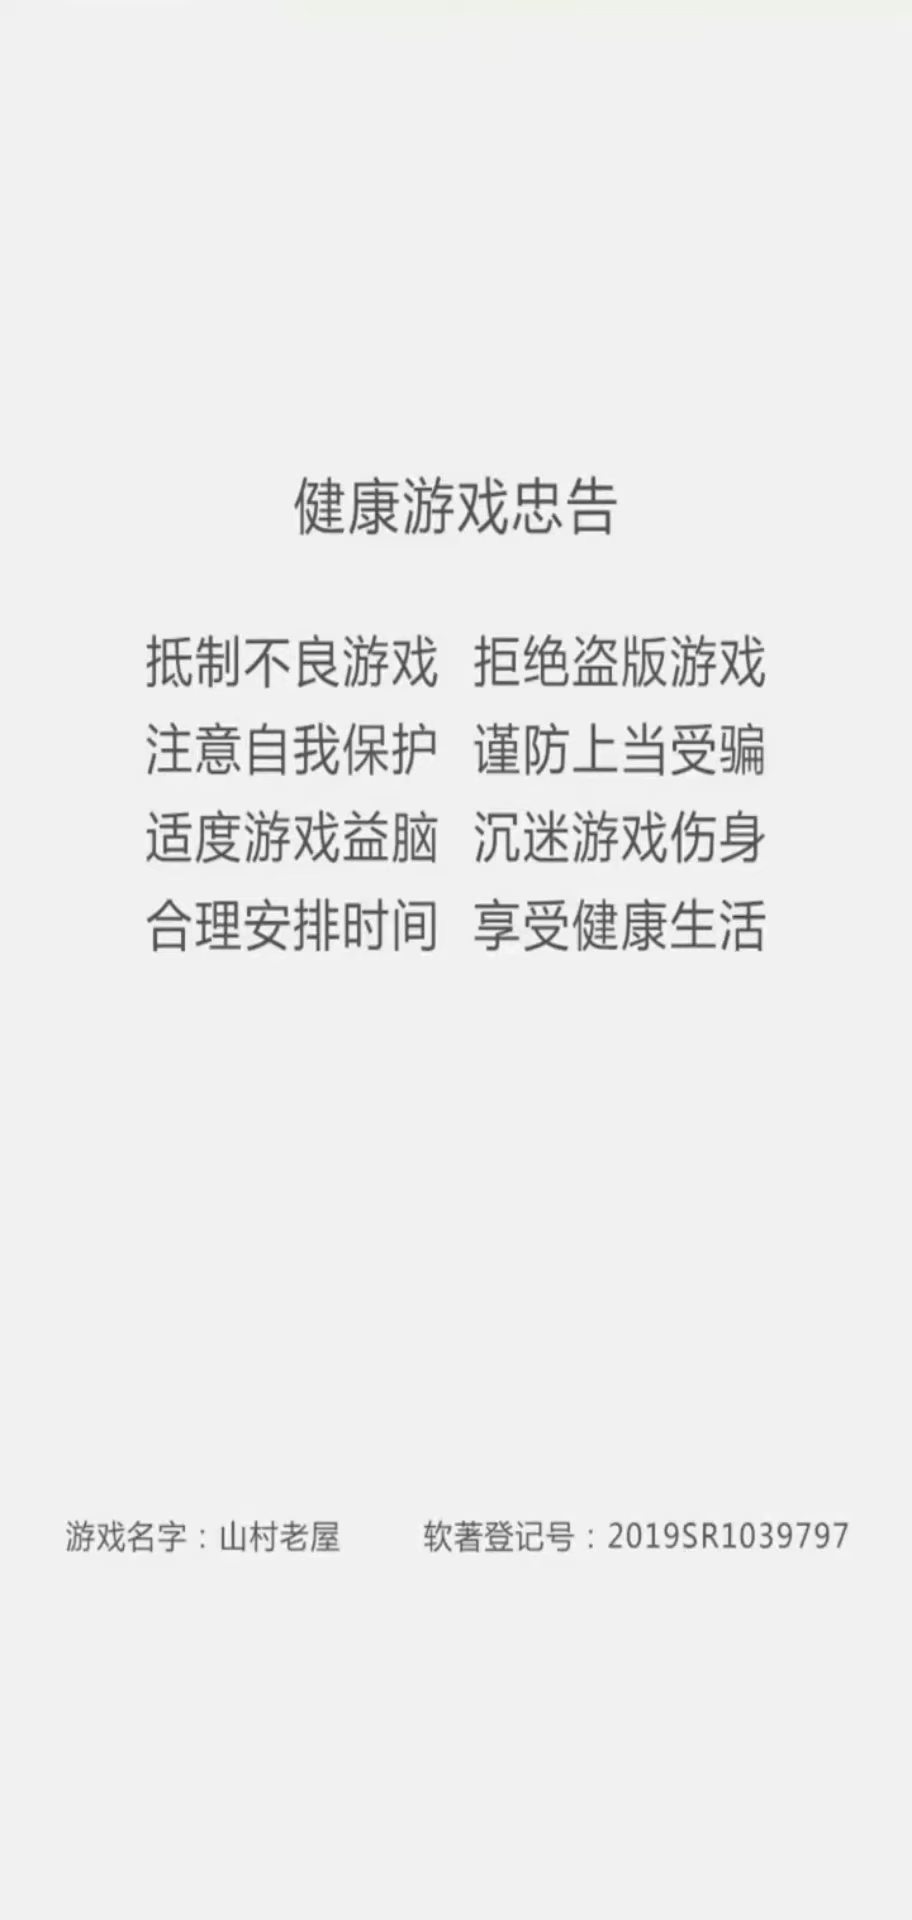 健康游戏忠告
抵制不良游戏 拒绝盗版游戏
注意自我保护 谨防上当受骗
适度游戏益脑 沉迷游戏伤身
合理安排时间 享受健康生活
游戏名字：山村老屋 软著登记号：2019SR1039797